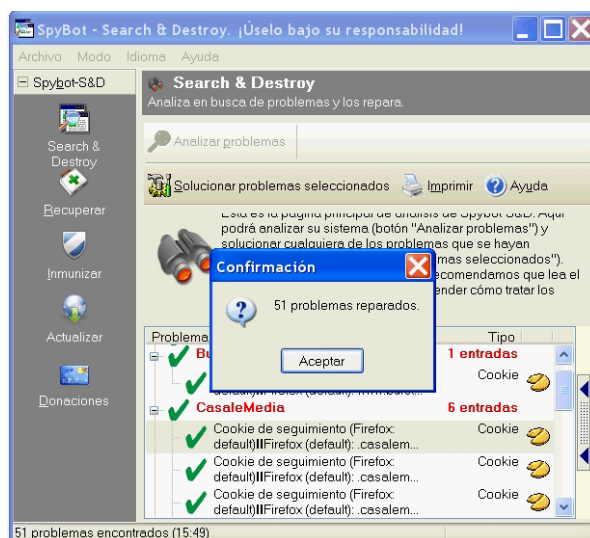 SpyBot - Search & Destroy. ¡Úselo bajo su responsabilidad!
Archivo Modo Idioma Ayuda
Spybot-S&D
Search & Destroy
Analiza en busca de problemas y los repara.
Search &
Destroy
Recuperar
Inmunizar
Actualizar
Donaciones
Analizar problemas
Solucionar problemas seleccionados Imprimir Ayuda
Esta es la página principal de análisis de Spybot S&D. Aquí
podrá analizar su sistema (botón "Analizar problemas") y
solucionar cualquiera de los problemas que se hayan
mas seleccionados").
ecomendamos que lea el
ender cómo tratar los
Confirmación
51 problemas reparados.
Aceptar
Problema Tipo
Bu 1 entradas
Cookie
CasaleMedia 6 entradas
Cookie de seguimiento (Firefox: Cookie
default)||Firefox (default): .casalem...
Cookie de seguimiento (Firefox: Cookie
default)||Firefox (default): .casalem...
Cookie de seguimiento (Firefox: Cookie
default)||Firefox (default): .casalem...
51 problemas encontrados (15:49)